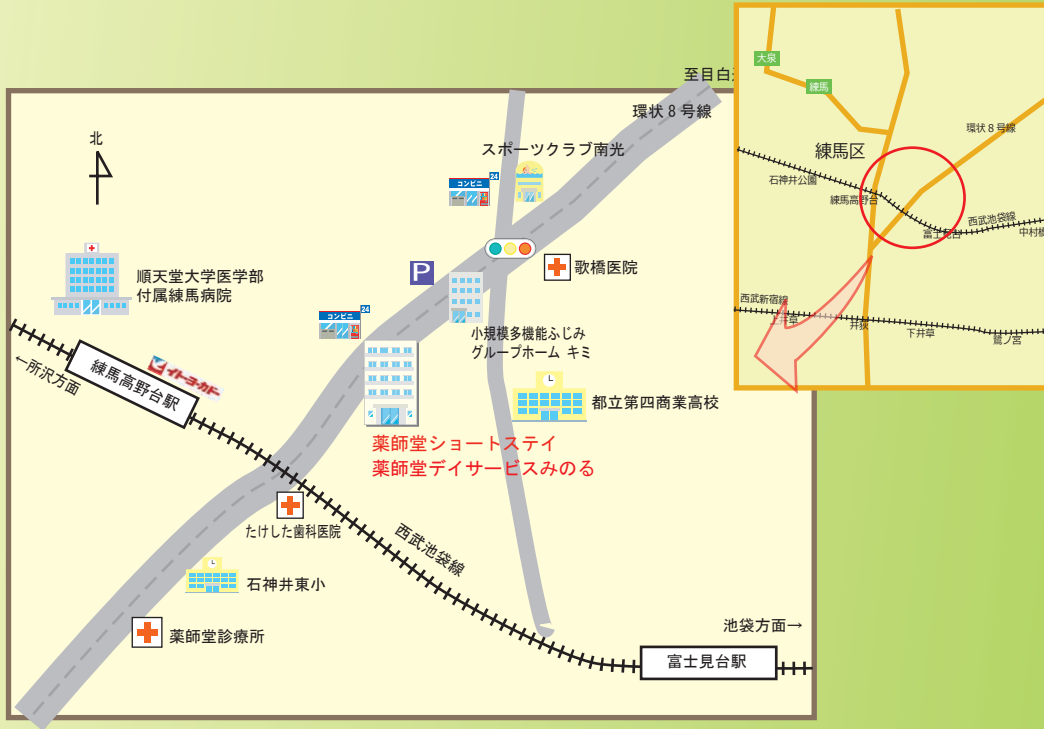 至目白
環状８号線
北
スポーツクラブ南光
コンビニ
24
P
歌橋医院
順天堂大学医学部
付属練馬病院
コンビニ
24
小規模多機能ふじみ
グループホーム キミ
←所沢方面
練馬高野台駅
イトーヨーカドー
都立第四商業高校
薬師堂ショートステイ
薬師堂デイサービスみのる
たけした歯科医院
西武池袋線
石神井東小
薬師堂診療所
池袋方面→
富士見台駅
大泉
練馬
環状８号線
練馬区
石神井公園
練馬高野台
西武池袋線
富士見台
中村橋
西武新宿線
上井草
井荻
下井草
鷺ノ宮